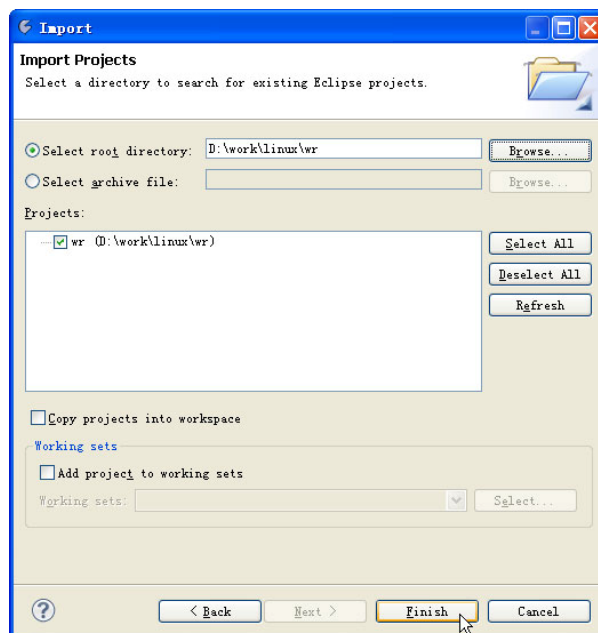 Import
Import Projects
Select a directory to search for existing Eclipse projects.
Select root directory: D:\work\linux\wr Browse...
Select archive file: Browse...
Projects:
wr (D:\work\linux\wr)
Select All
Deselect All
Refresh
Copy projects into workspace
Working sets
Add project to working sets
Working sets: Select...
? < Back Next > Finish Cancel